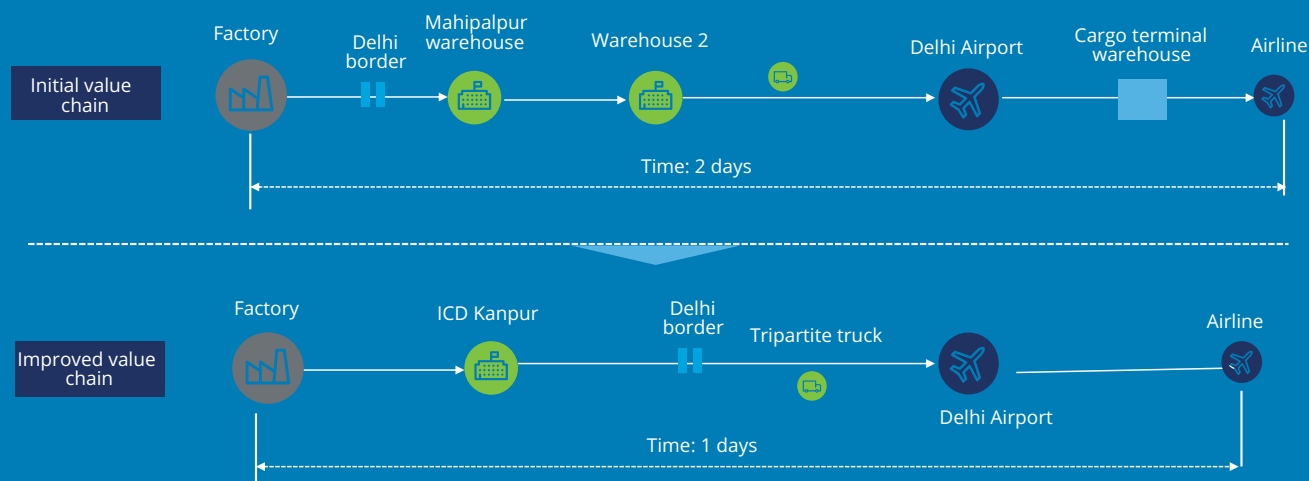 Factory
Delhi
border
Mahipalpur
warehouse
Warehouse 2
Delhi Airport
Cargo terminal
warehouse
Airline
Initial value
chain
Time: 2 days
Factory
ICD Kanpur
Delhi
border
Tripartite truck
Airline
Improved value
chain
Delhi Airport
Time: 1 days